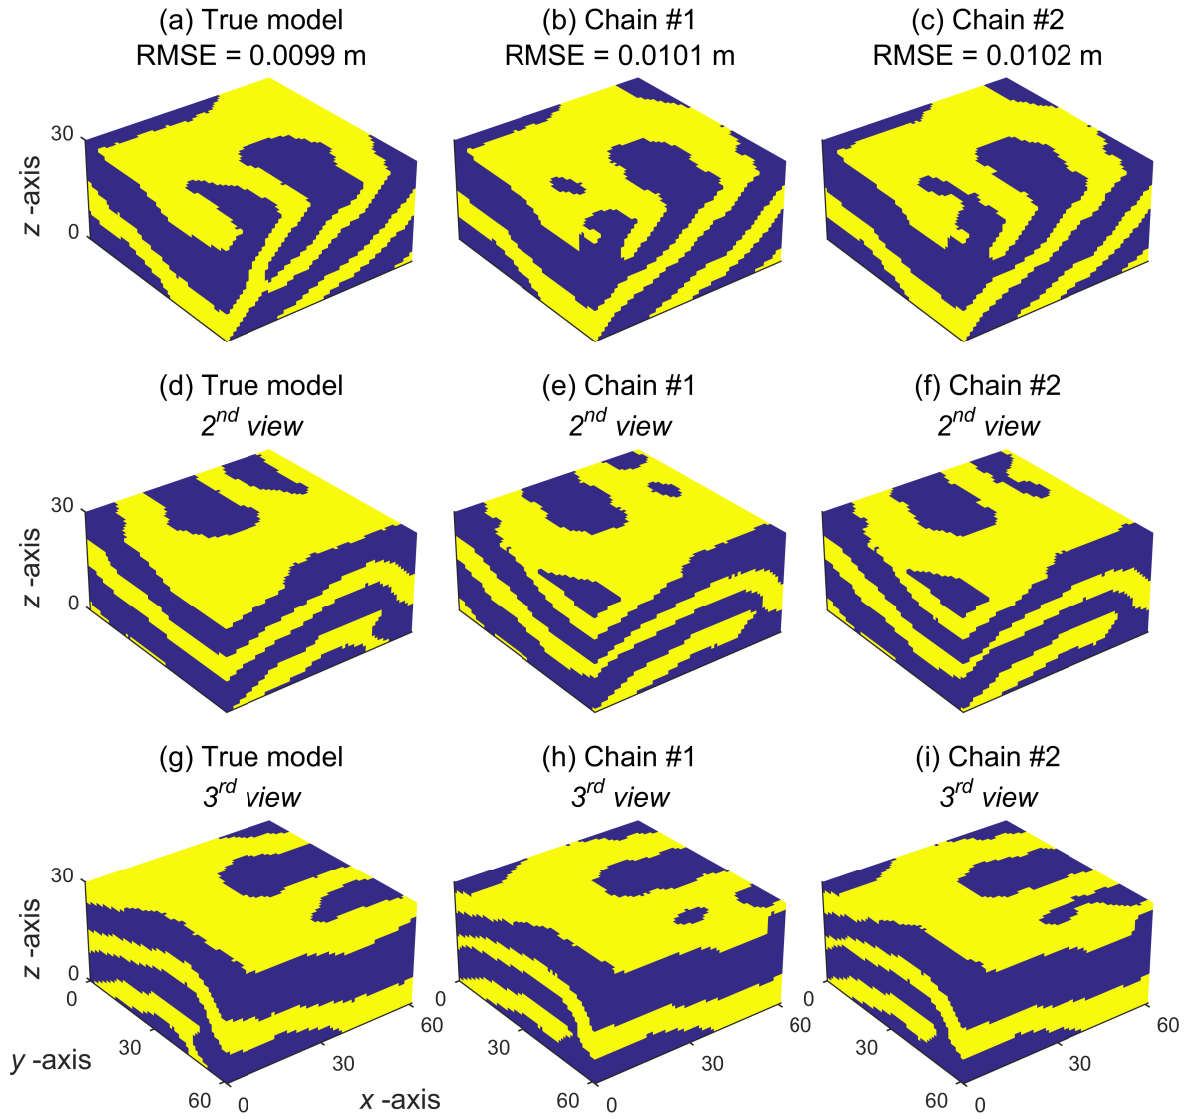 (a) True model
RMSE = 0.0099 m
(b) Chain #1
RMSE = 0.0101 m
(c) Chain #2
RMSE = 0.0102 m
30
z -axis
0
(d) True model
2nd view
(e) Chain #1
2nd view
(f) Chain #2
2nd view
30
z -axis
0
(g) True model
3rd view
(h) Chain #1
3rd view
(i) Chain #2
3rd view
30
z -axis
0
0
30
60
y -axis
0
30
60
x -axis
0
30
60
0
30
60
0
30
60
0
30
60